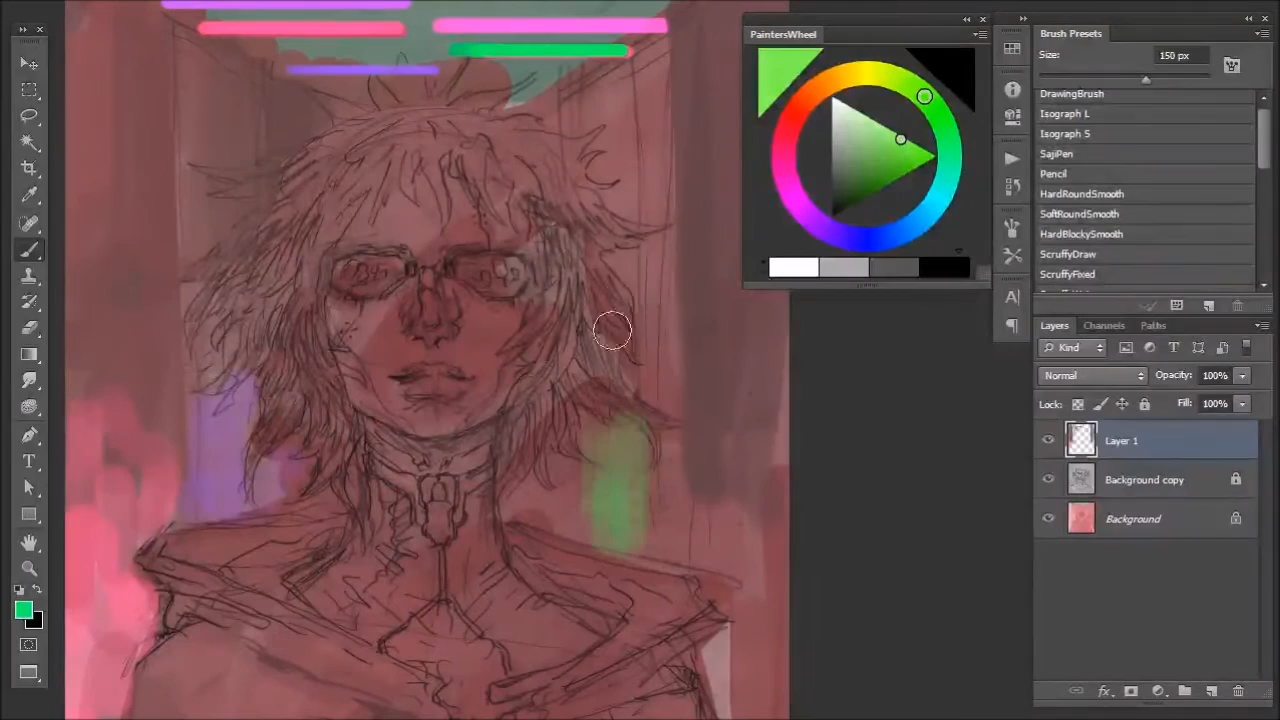 PaintersWheel
Brush Presets
Size:
150 px
DrawingBrush
Isograph L
Isograph S
SajiPen
Pencil
HardRoundSmooth
SoftRoundSmooth
HardBlockySmooth
ScruffyDraw
ScruffyFixed
Layers
Channels
Paths
Kind
Normal
Opacity:
100%
Lock:
Fill:
100%
Layer 1
Background copy
Background
fx